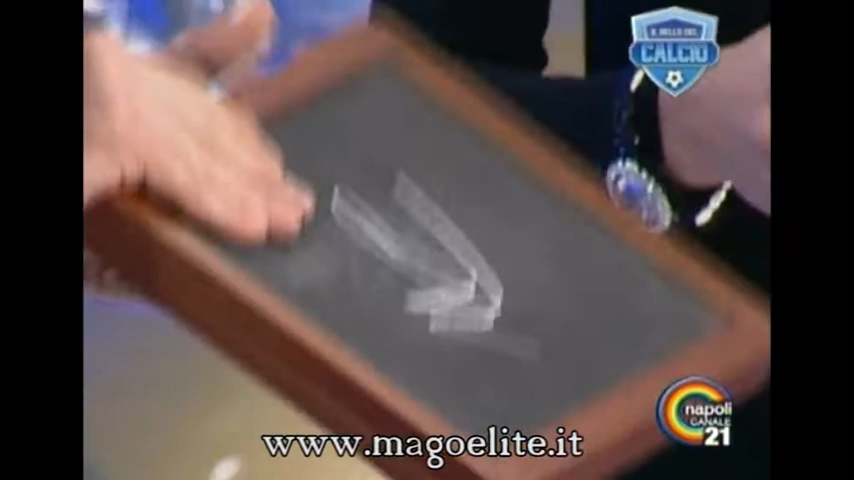 IL BELLO DEL
CALCIO
napoli
CANALE
21
www.magoelite.it